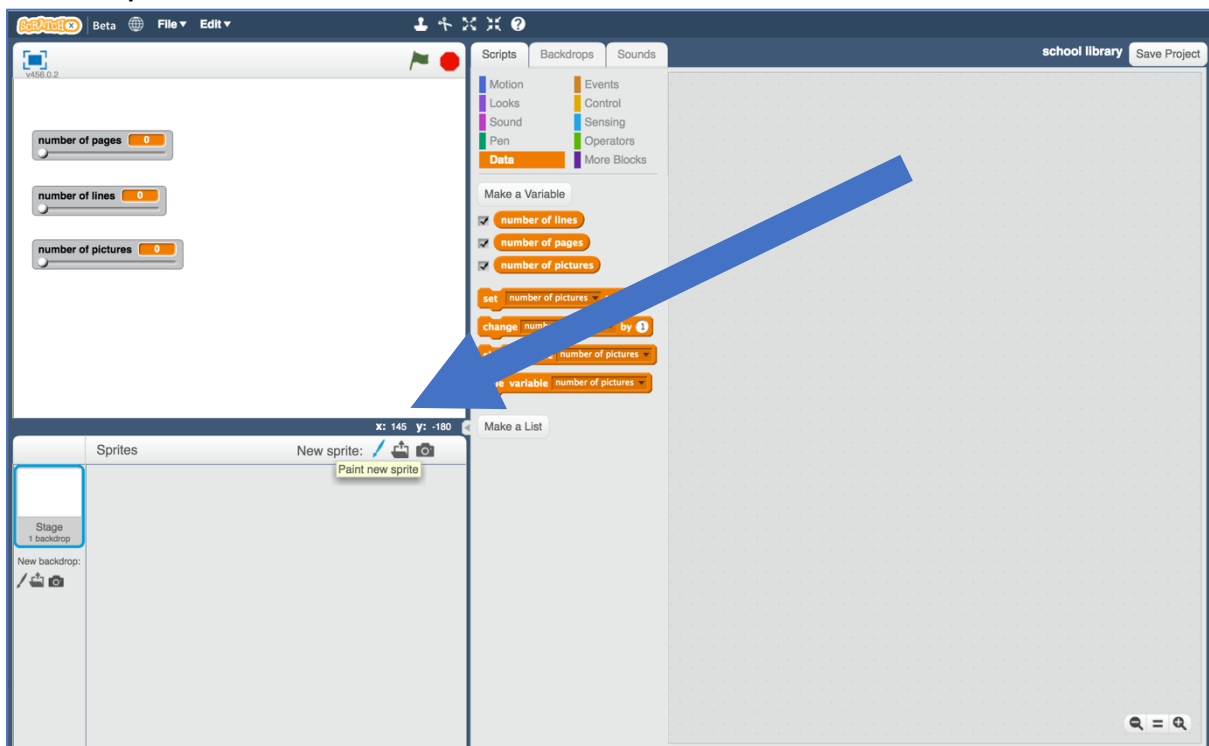 SCRATCHX Beta File Edit
v456.0.2
Scripts Backdrops Sounds
school library Save Project
number of pages 0
number of lines 0
number of pictures 0
Motion Events
Looks Control
Sound Sensing
Pen Operators
Data More Blocks
Make a Variable
number of lines
number of pages
number of pictures
set number of pictures
change by 1
number of pictures
variable number of pictures
Make a List
x: 145 y: -180
Sprites New sprite:
Paint new sprite
Stage
1 backdrop
New backdrop: